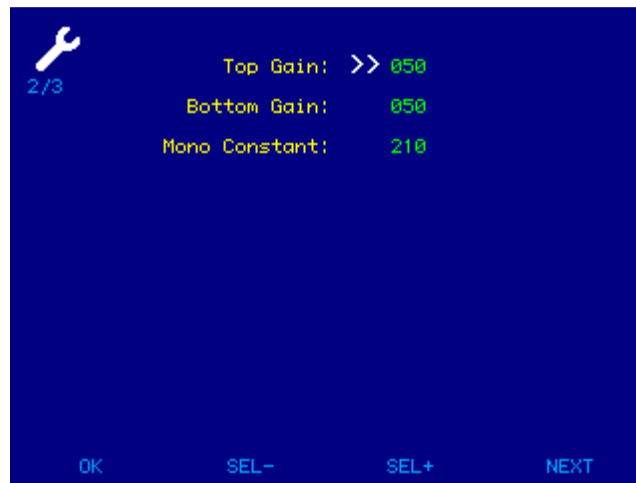 2/3
Top Gain: >> 050
Bottom Gain: 050
Mono Constant: 210
OK SEL- SEL+ NEXT